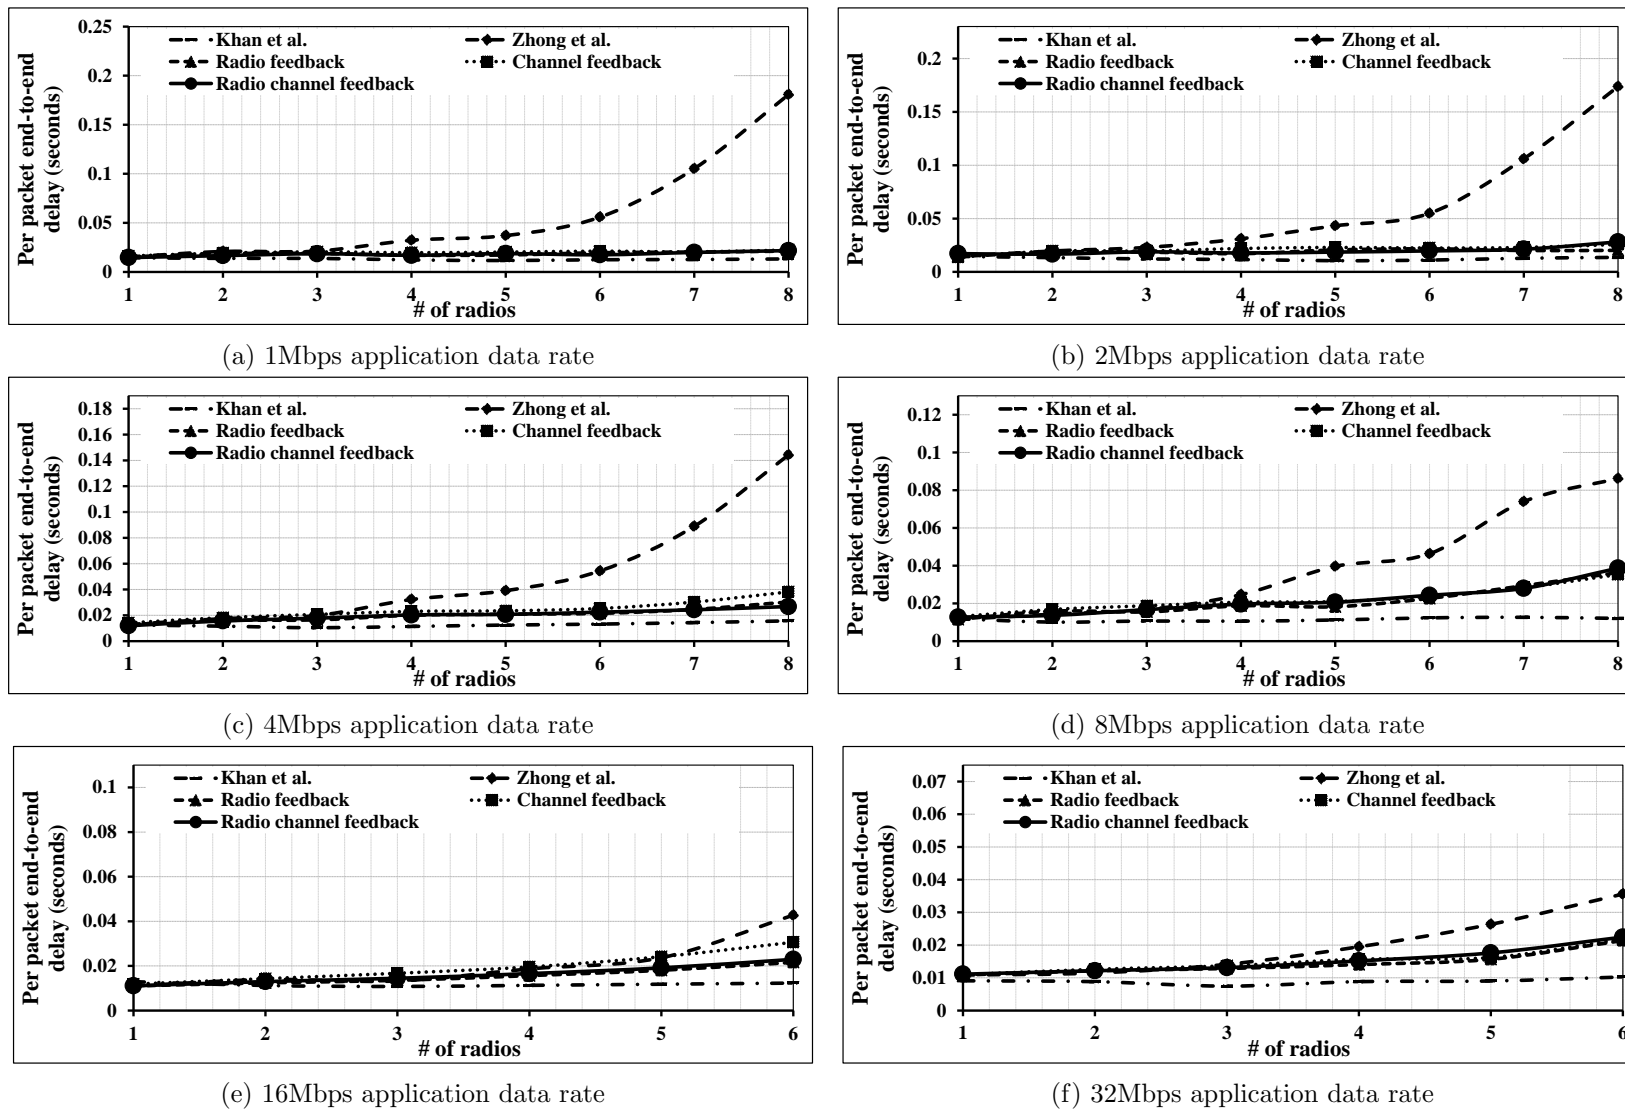 Per packet end-to-end
delay (seconds)
0.25
0.2
0.15
0.1
0.05
0
Khan et al.
Zhong et al.
Radio feedback
Channel feedback
Radio channel feedback
1 2 3 4 5 6 7 8
# of radios
(a) 1Mbps application data rate
Per packet end-to-end
delay (seconds)
0.2
0.15
0.1
0.05
0
Khan et al.
Zhong et al.
Radio feedback
Channel feedback
Radio channel feedback
1 2 3 4 5 6 7 8
# of radios
(b) 2Mbps application data rate
Per packet end-to-end
delay (seconds)
0.18
0.16
0.14
0.12
0.1
0.08
0.06
0.04
0.02
0
Khan et al.
Zhong et al.
Radio feedback
Channel feedback
Radio channel feedback
1 2 3 4 5 6 7 8
# of radios
(c) 4Mbps application data rate
Per packet end-to-end
delay (seconds)
0.12
0.1
0.08
0.06
0.04
0.02
0
Khan et al.
Zhong et al.
Radio feedback
Channel feedback
Radio channel feedback
1 2 3 4 5 6 7 8
# of radios
(d) 8Mbps application data rate
Per packet end-to-end
delay (seconds)
0.1
0.08
0.06
0.04
0.02
0
Khan et al.
Zhong et al.
Radio feedback
Channel feedback
Radio channel feedback
1 2 3 4 5 6
# of radios
(e) 16Mbps application data rate
Per packet end-to-end
delay (seconds)
0.07
0.06
0.05
0.04
0.03
0.02
0.01
0
Khan et al.
Zhong et al.
Radio feedback
Channel feedback
Radio channel feedback
1 2 3 4 5 6
# of radios
(f) 32Mbps application data rate